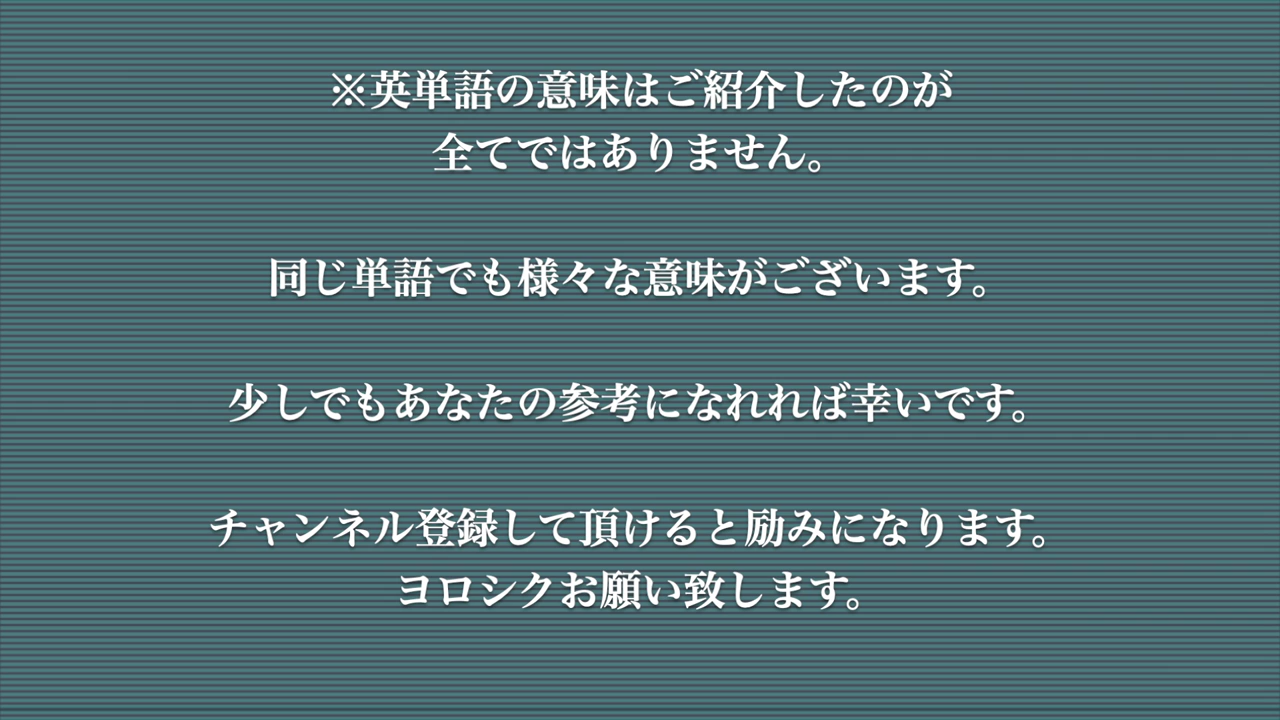 ※英単語の意味はご紹介したのが
全てではありません。
同じ単語でも様々な意味がございます。
少しでもあなたの参考になれれば幸いです。
チャンネル登録して頂けると励みになります。
ヨロシクお願い致します。